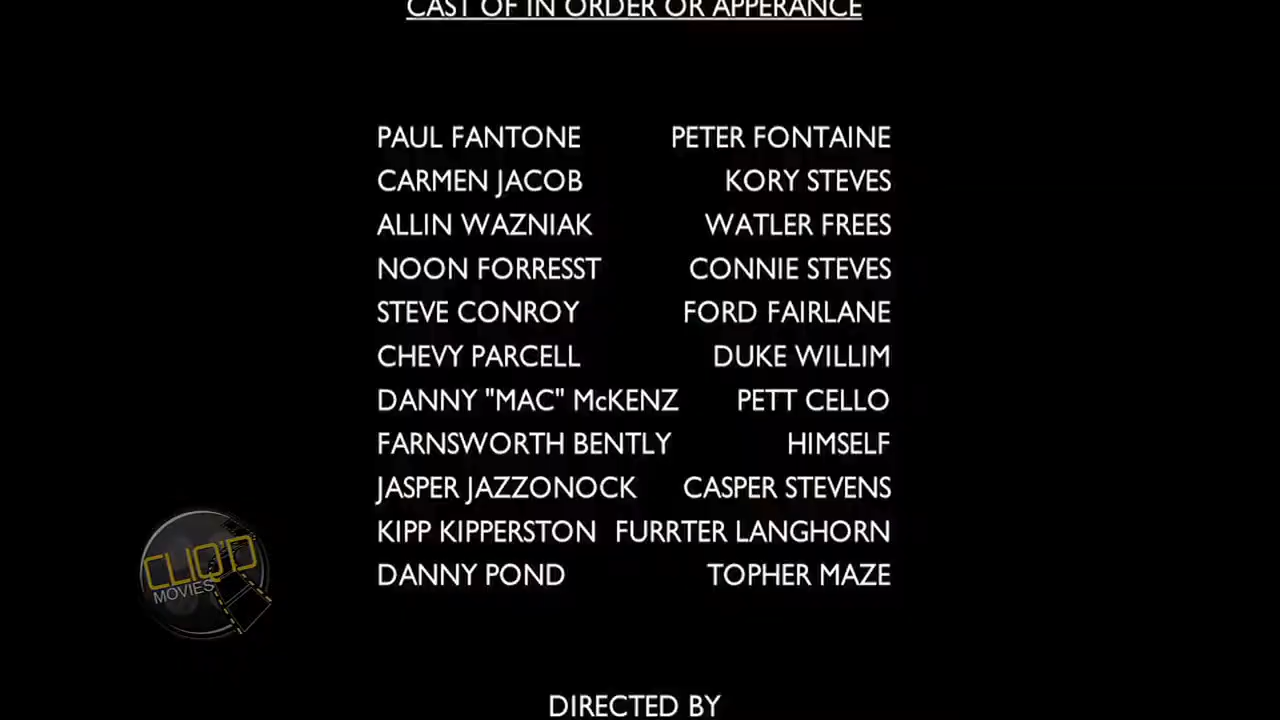 CAST OF IN ORDER OR APPERANCE
PAUL FANTONE PETER FONTAINE
CARMEN JACOB KORY STEVES
ALLIN WAZNIAK WATLER FREES
NOON FORRESST CONNIE STEVES
STEVE CONROY FORD FAIRLANE
CHEVY PARCELL DUKE WILLIM
DANNY "MAC" McKENZ PETT CELLO
FARNSWORTH BENTLY HIMSELF
JASPER JAZZONOCK CASPER STEVENS
KIPP KIPPERSTON FURRTER LANGHORN
DANNY POND TOPHER MAZE
CLIQ'D
MOVIES
DIRECTED BY